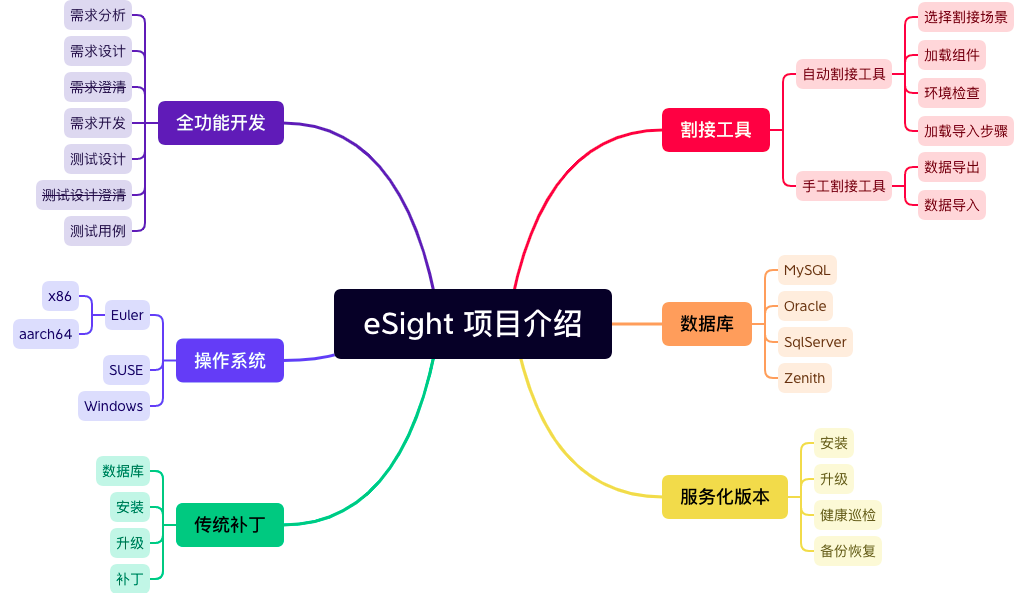 eSight 项目介绍
割接工具
自动割接工具
选择割接场景
加载组件
环境检查
加载导入步骤
手工割接工具
数据导出
数据导入
数据库
MySQL
Oracle
SqlServer
Zenith
服务化版本
安装
升级
健康巡检
备份恢复
全功能开发
需求分析
需求设计
需求澄清
需求开发
测试设计
测试设计澄清
测试用例
操作系统
Euler
x86
aarch64
SUSE
Windows
传统补丁
数据库
安装
升级
补丁